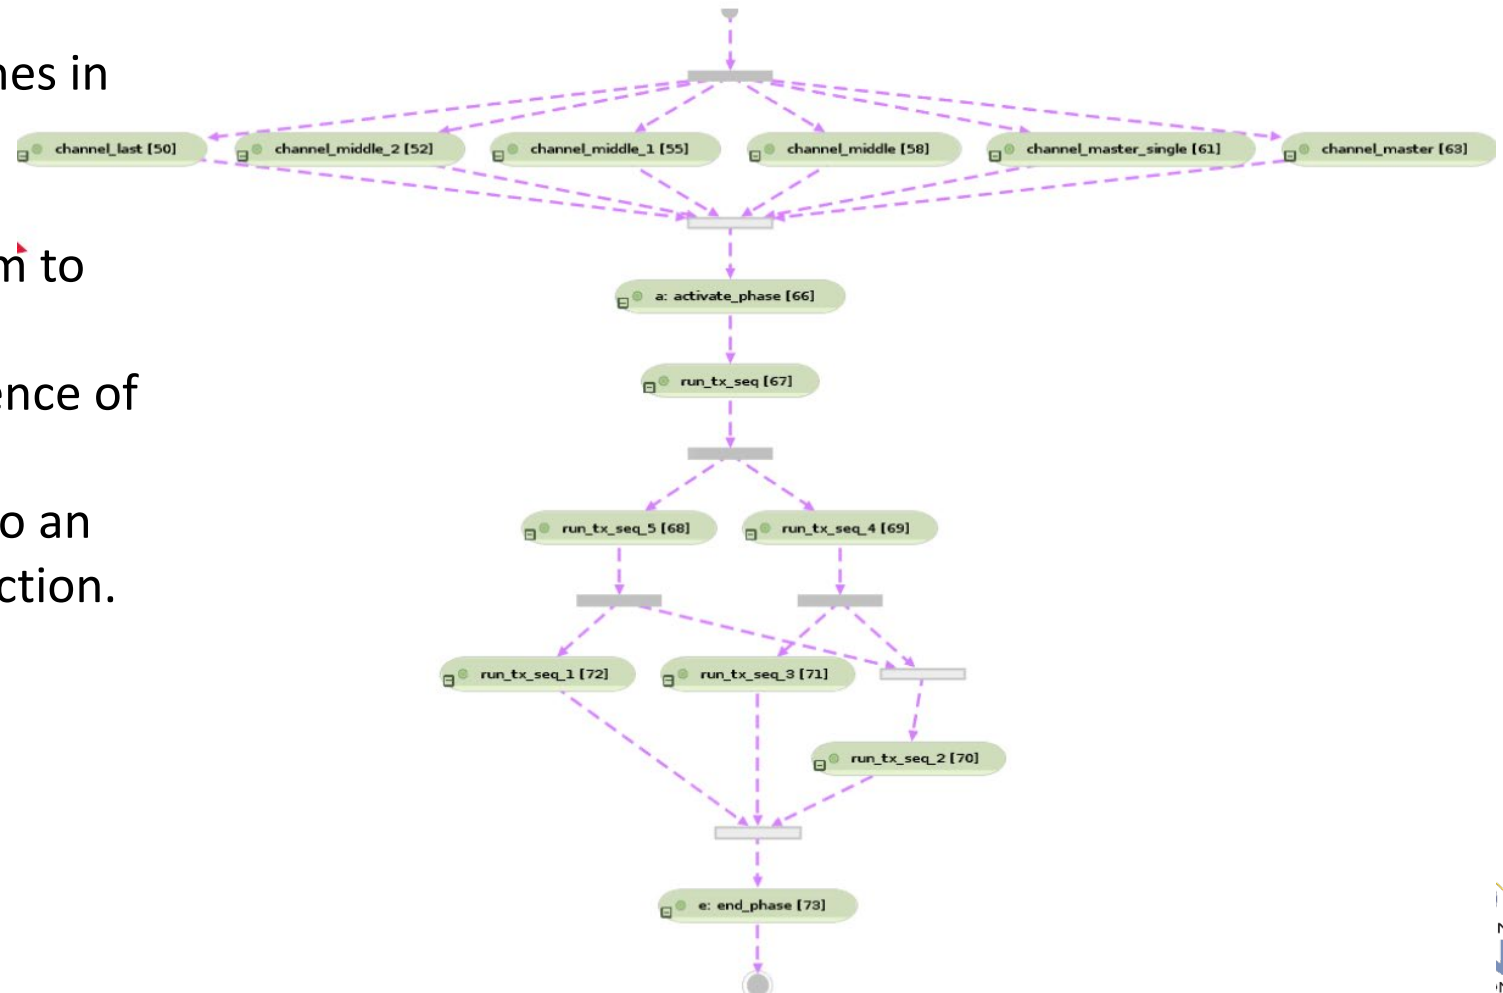 nes in
channel_last [50]
channel_middle_2 [52]
channel_middle_1 [55]
channel_middle [58]
channel_master_single [61]
channel_master [63]
m to
a: activate_phase [66]
run_tx_seq [67]
ence of
o an
run_tx_seq_5 [68]
run_tx_seq_4 [69]
ction.
run_tx_seq_1 [72]
run_tx_seq_3 [71]
run_tx_seq_2 [70]
e: end_phase [73]